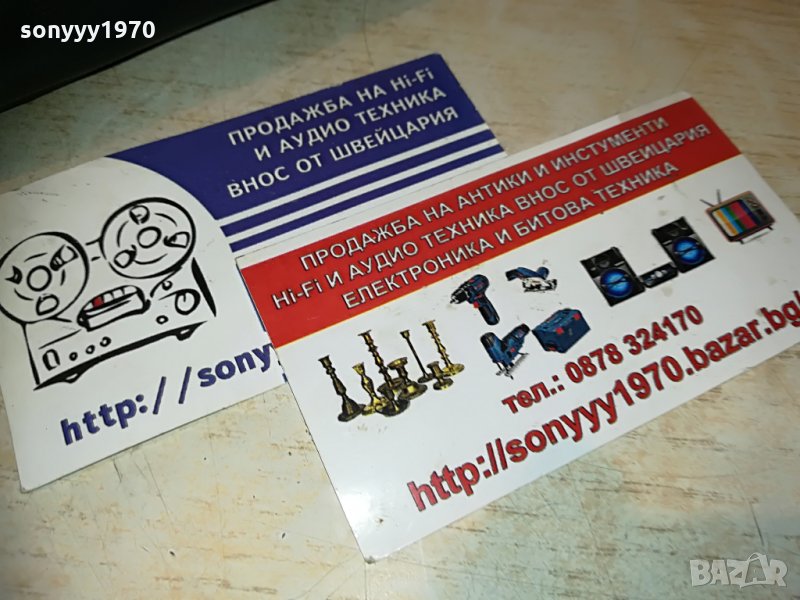 sonyyy1970
ПРОДАЖБА НА Hi-Fi
И АУДИО ТЕХНИКА
ВНОС ОТ ШВЕЙЦАРИЯ
http://sony
ПРОДАЖБА НА АНТИКИ И ИНСТУМЕНТИ
Hi-Fi И АУДИО ТЕХНИКА ВНОС ОТ ШВЕЙЦАРИЯ
ЕЛЕКТРОНИКА И БИТОВА ТЕХНИКА
тел.: 0878 324170
http://sonyyy1970.bazar.bg/
BAZAR